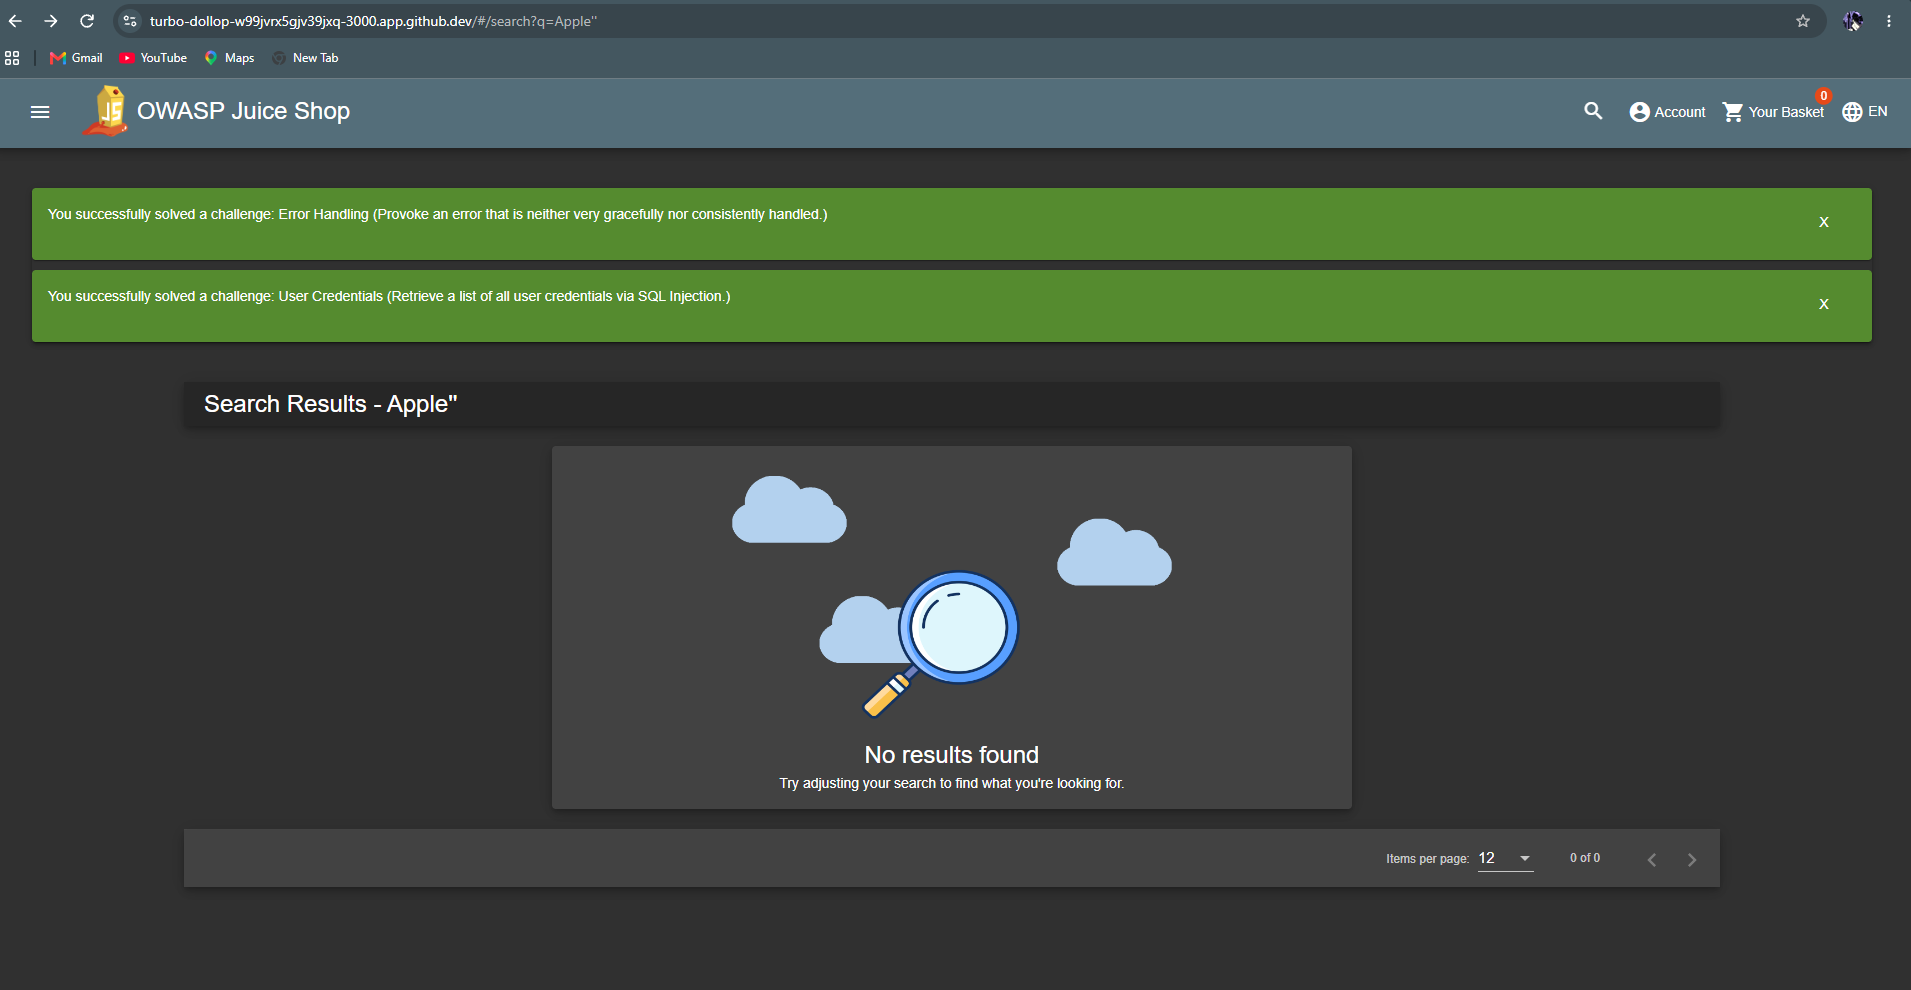 turbo-dollop-w99jvrx5gjv39jxq-3000.app.github.dev/#/search?q=Apple"
Gmail YouTube Maps New Tab
OWASP Juice Shop
Account
Your Basket
0
EN
You successfully solved a challenge: Error Handling (Provoke an error that is neither very gracefully nor consistently handled.)
X
You successfully solved a challenge: User Credentials (Retrieve a list of all user credentials via SQL Injection.)
X
Search Results - Apple"
No results found
Try adjusting your search to find what you're looking for.
Items per page: 12 0 of 0